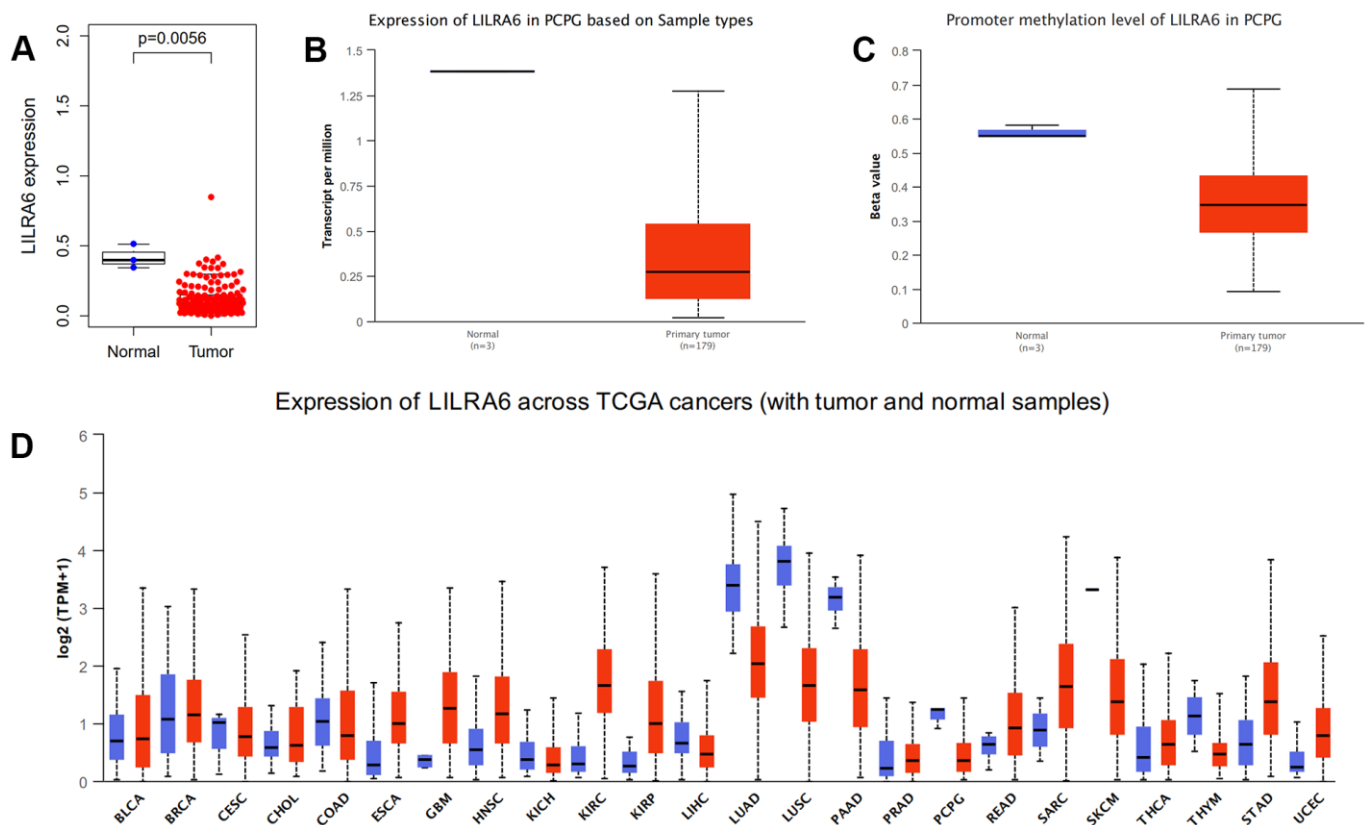 A
2.0
1.5
1.0
0.5
0.0
LILRA6 expression
p=0.0056
Normal
Tumor
Expression of LILRA6 in PCPG based on Sample types
B
1.5
1.25
1
0.75
0.5
0.25
0
Transcript per million
Normal
(n=3)
Primary tumor
(n=179)
Promoter methylation level of LILRA6 in PCPG
C
0.8
0.7
0.6
0.5
0.4
0.3
0.2
0.1
0
Beta value
Normal
(n=3)
Primary tumor
(n=179)
Expression of LILRA6 across TCGA cancers (with tumor and normal samples)
D
6
5
4
3
2
1
0
log2 (TPM+1)
BLCA
BRCA
CESC
CHOL
COAD
ESCA
GBM
HNSC
KICH
KIRC
KIRP
LIHC
LUAD
LUSC
PAAD
PRAD
PCPG
READ
SARC
SKCM
THCA
THYM
STAD
UCEC